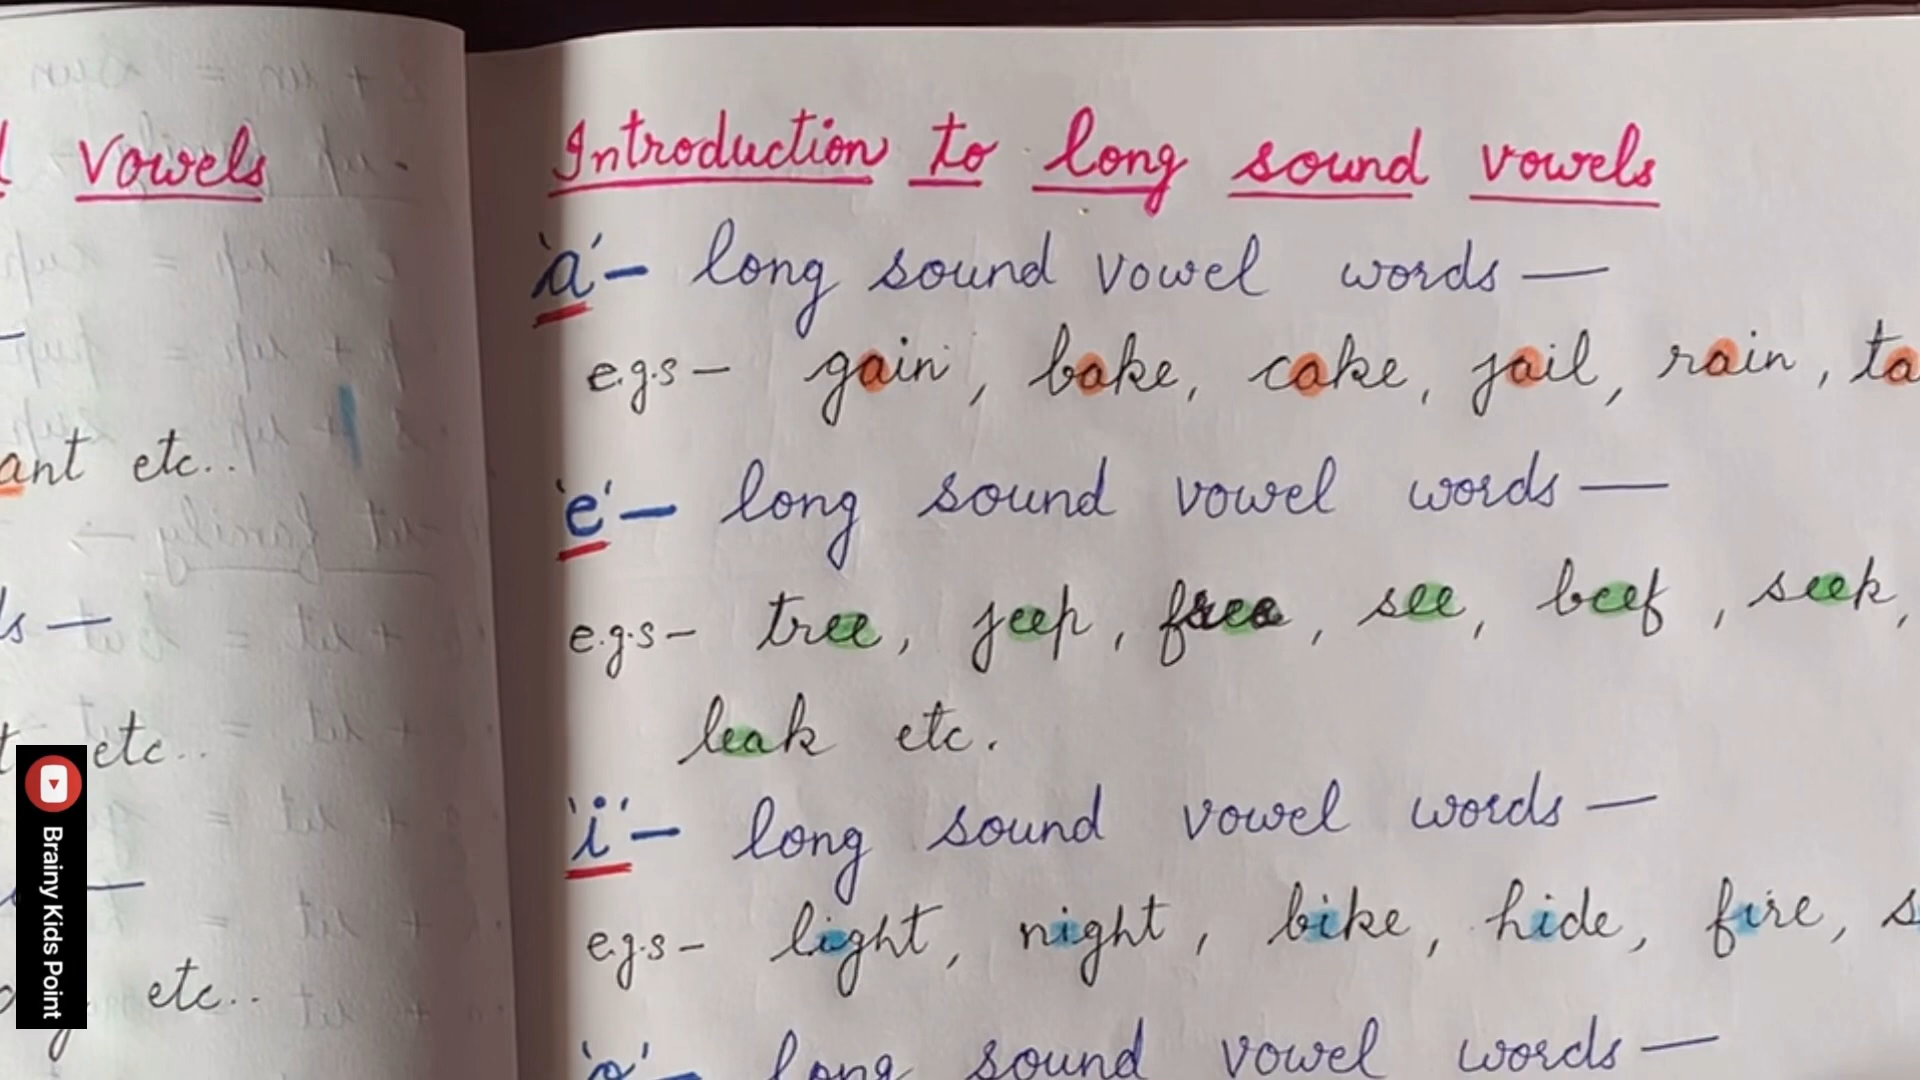 vowels
ant etc..
etc..
etc..
Introduction to long sound vowels
'a'— long sound vowel words —
e.g.s — gain, bake, cake, jail, rain, ta
'e'— long sound vowel words —
e.g.s — tree, jeep, free, see, beef, seek,
leak etc.
'i'— long sound vowel words —
e.g.s — light, night, bike, hide, fire, s
'o'— long sound vowel words —
Brainy Kids Point